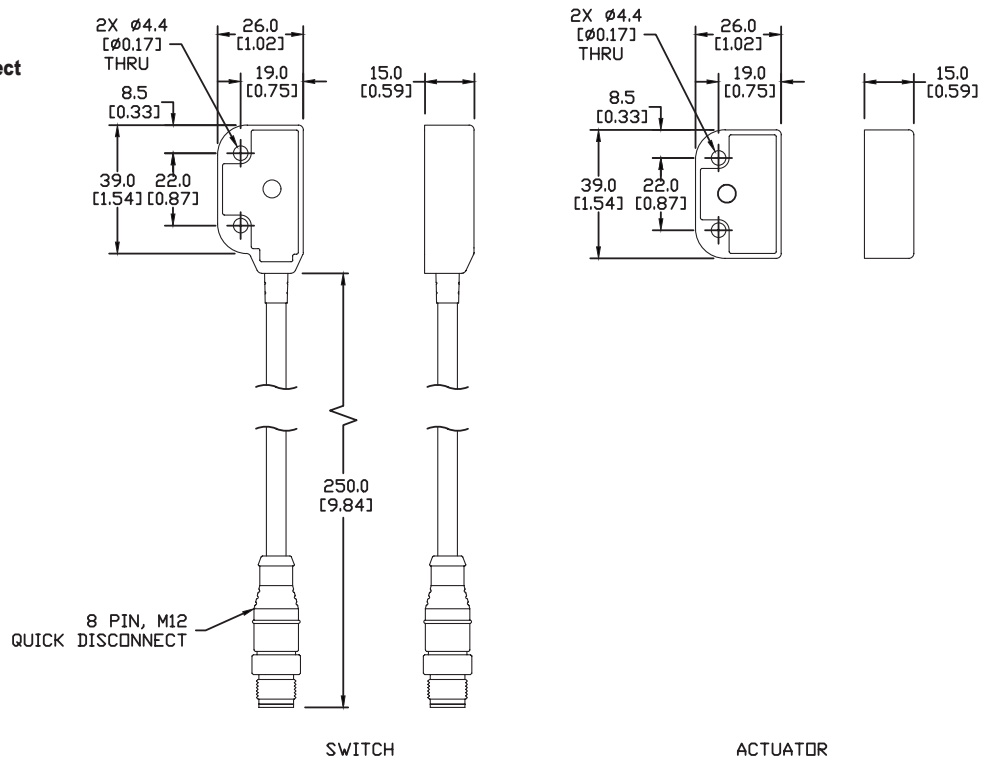 ect
2X ø4.4
[ø0.17]
THRU
26.0
[1.02]
19.0
[0.75]
15.0
[0.59]
8.5
[0.33]
39.0
[1.54]
22.0
[0.87]
250.0
[9.84]
8 PIN, M12
QUICK DISCONNECT
SWITCH
2X ø4.4
[ø0.17]
THRU
26.0
[1.02]
19.0
[0.75]
15.0
[0.59]
8.5
[0.33]
39.0
[1.54]
22.0
[0.87]
ACTUATOR